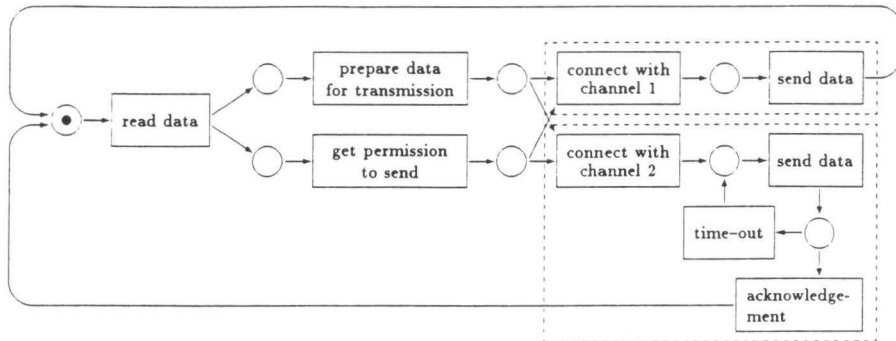 read data
prepare data
for transmission
get permission
to send
connect with
channel 1
send data
connect with
channel 2
send data
time-out
acknowledge-
ment